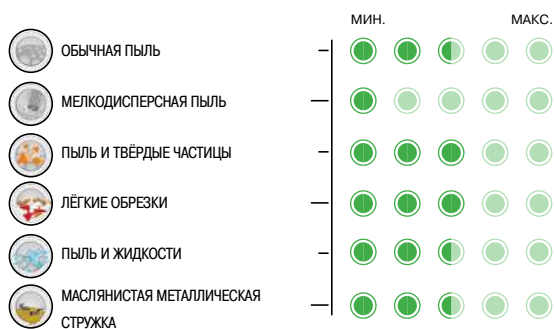 МИН. МАКС.
ОБЫЧНАЯ ПЫЛЬ
МЕЛКОДИСПЕРСНАЯ ПЫЛЬ
ПЫЛЬ И ТВЁРДЫЕ ЧАСТИЦЫ
ЛЁГКИЕ ОБРЕЗКИ
ПЫЛЬ И ЖИДКОСТИ
МАСЛЯНИСТАЯ МЕТАЛЛИЧЕСКАЯ
СТРУЖКА